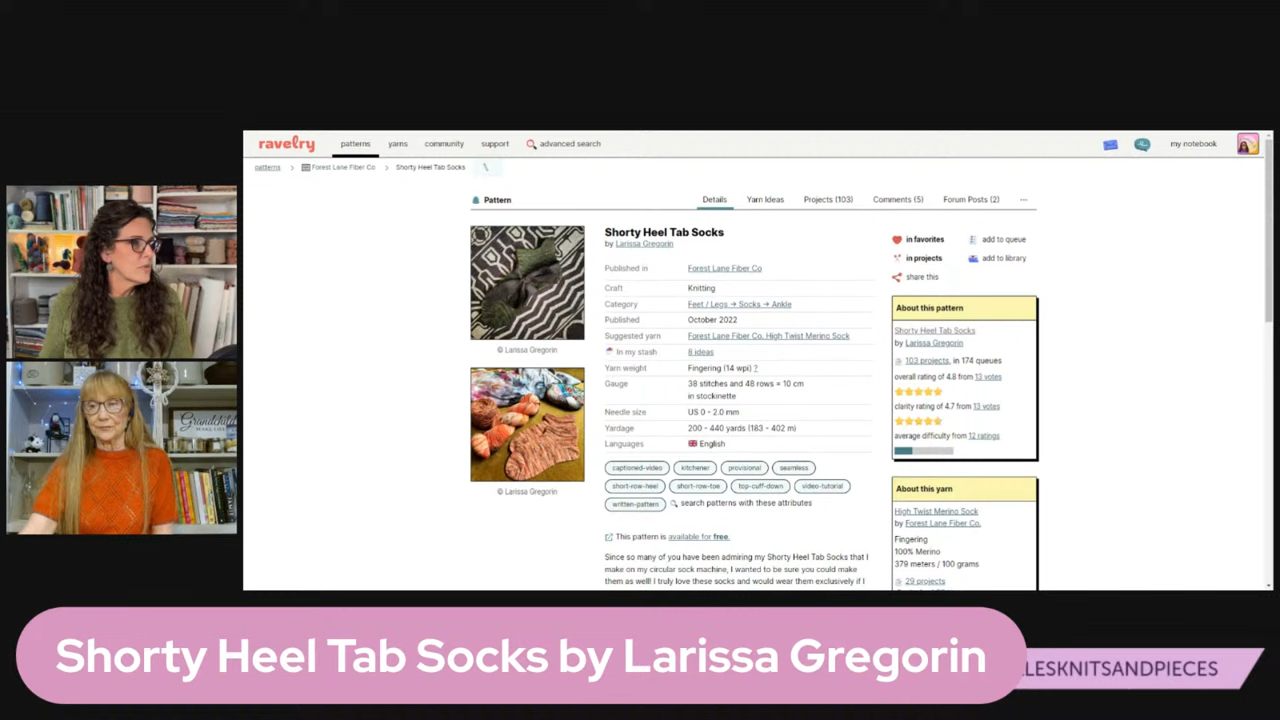 ravelry patterns yarns community support advanced search my notebook
patterns > Forest Lane Fiber Co > Shorty Heel Tab Socks
Pattern Details Yarn Ideas Projects (103) Comments (5) Forum Posts (2) ...
Shorty Heel Tab Socks
by Larissa Gregorin
Published in Forest Lane Fiber Co
Craft Knitting
Category Feet / Legs → Socks → Ankle
Published October 2022
Suggested yarn Forest Lane Fiber Co. High Twist Merino Sock
In my stash 8 ideas
Yarn weight Fingering (14 wpi) ?
Gauge 38 stitches and 48 rows = 10 cm
in stockinette
Needle size US 0 - 2.0 mm
Yardage 200 - 440 yards (183 - 402 m)
Languages English
captioned-video kitchener provisional seamless
short-row-heel short-row-toe top-cuff-down video-tutorial
written-pattern search patterns with these attributes
This pattern is available for free.
Since so many of you have been admiring my Shorty Heel Tab Socks that I
make on my circular sock machine, I wanted to be sure you could make
them as well! I truly love these socks and would wear them exclusively if I
© Larissa Gregorin
© Larissa Gregorin
in favorites add to queue
in projects add to library
share this
About this pattern
Shorty Heel Tab Socks
by Larissa Gregorin
103 projects, in 174 queues
overall rating of 4.8 from 13 votes
clarity rating of 4.7 from 13 votes
average difficulty from 12 ratings
About this yarn
High Twist Merino Sock
by Forest Lane Fiber Co.
Fingering
100% Merino
379 meters / 100 grams
29 projects
Grandchild
Shorty Heel Tab Socks by Larissa Gregorin
LESKNITSANDPIECES